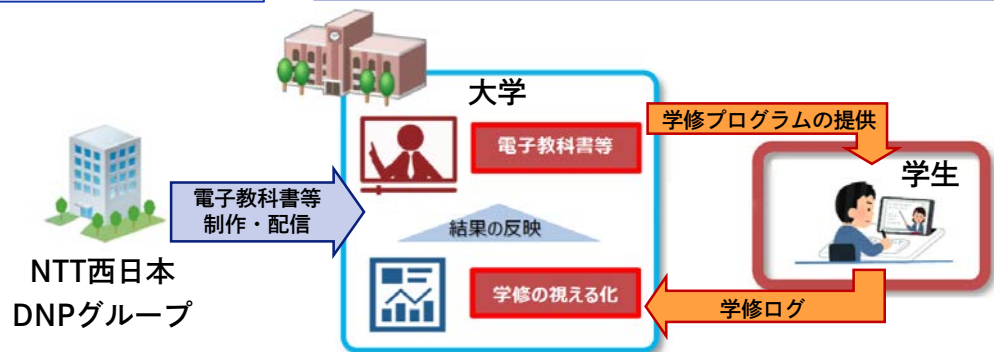 大学
電子教科書等
学修プログラムの提供
学生
電子教科書等
制作・配信
結果の反映
NTT西日本
DNPグループ
学修の視える化
学修ログ